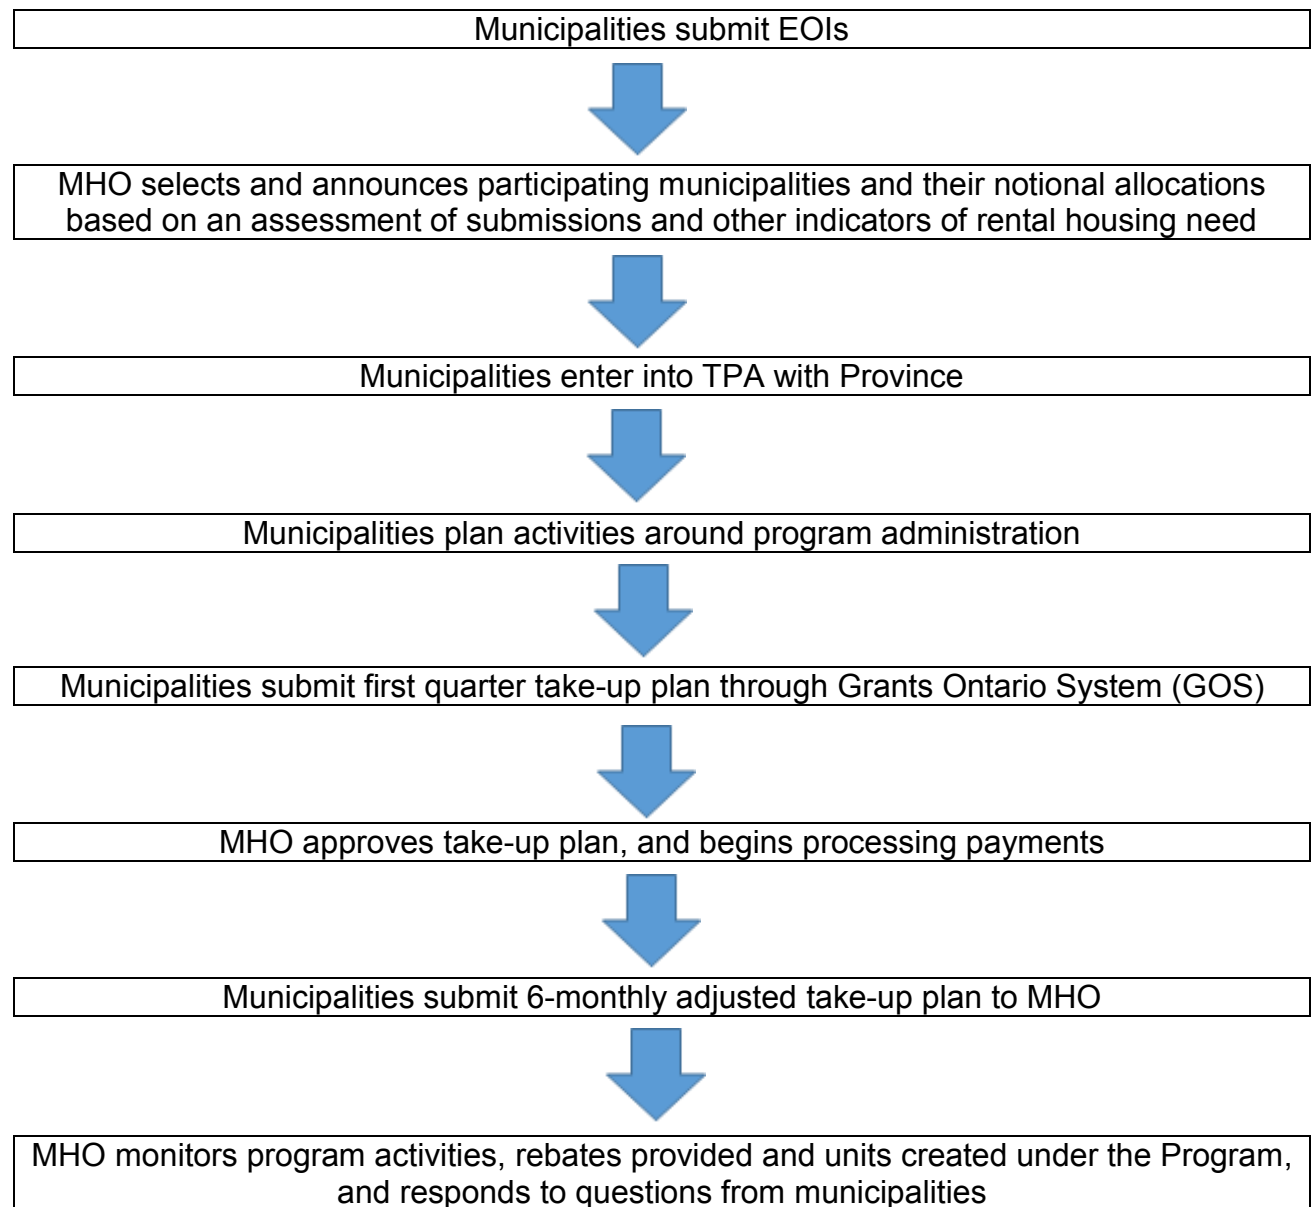 Municipalities submit EOIs
MHO selects and announces participating municipalities and their notional allocations
based on an assessment of submissions and other indicators of rental housing need
Municipalities enter into TPA with Province
Municipalities plan activities around program administration
Municipalities submit first quarter take-up plan through Grants Ontario System (GOS)
MHO approves take-up plan, and begins processing payments
Municipalities submit 6-monthly adjusted take-up plan to MHO
MHO monitors program activities, rebates provided and units created under the Program,
and responds to questions from municipalities